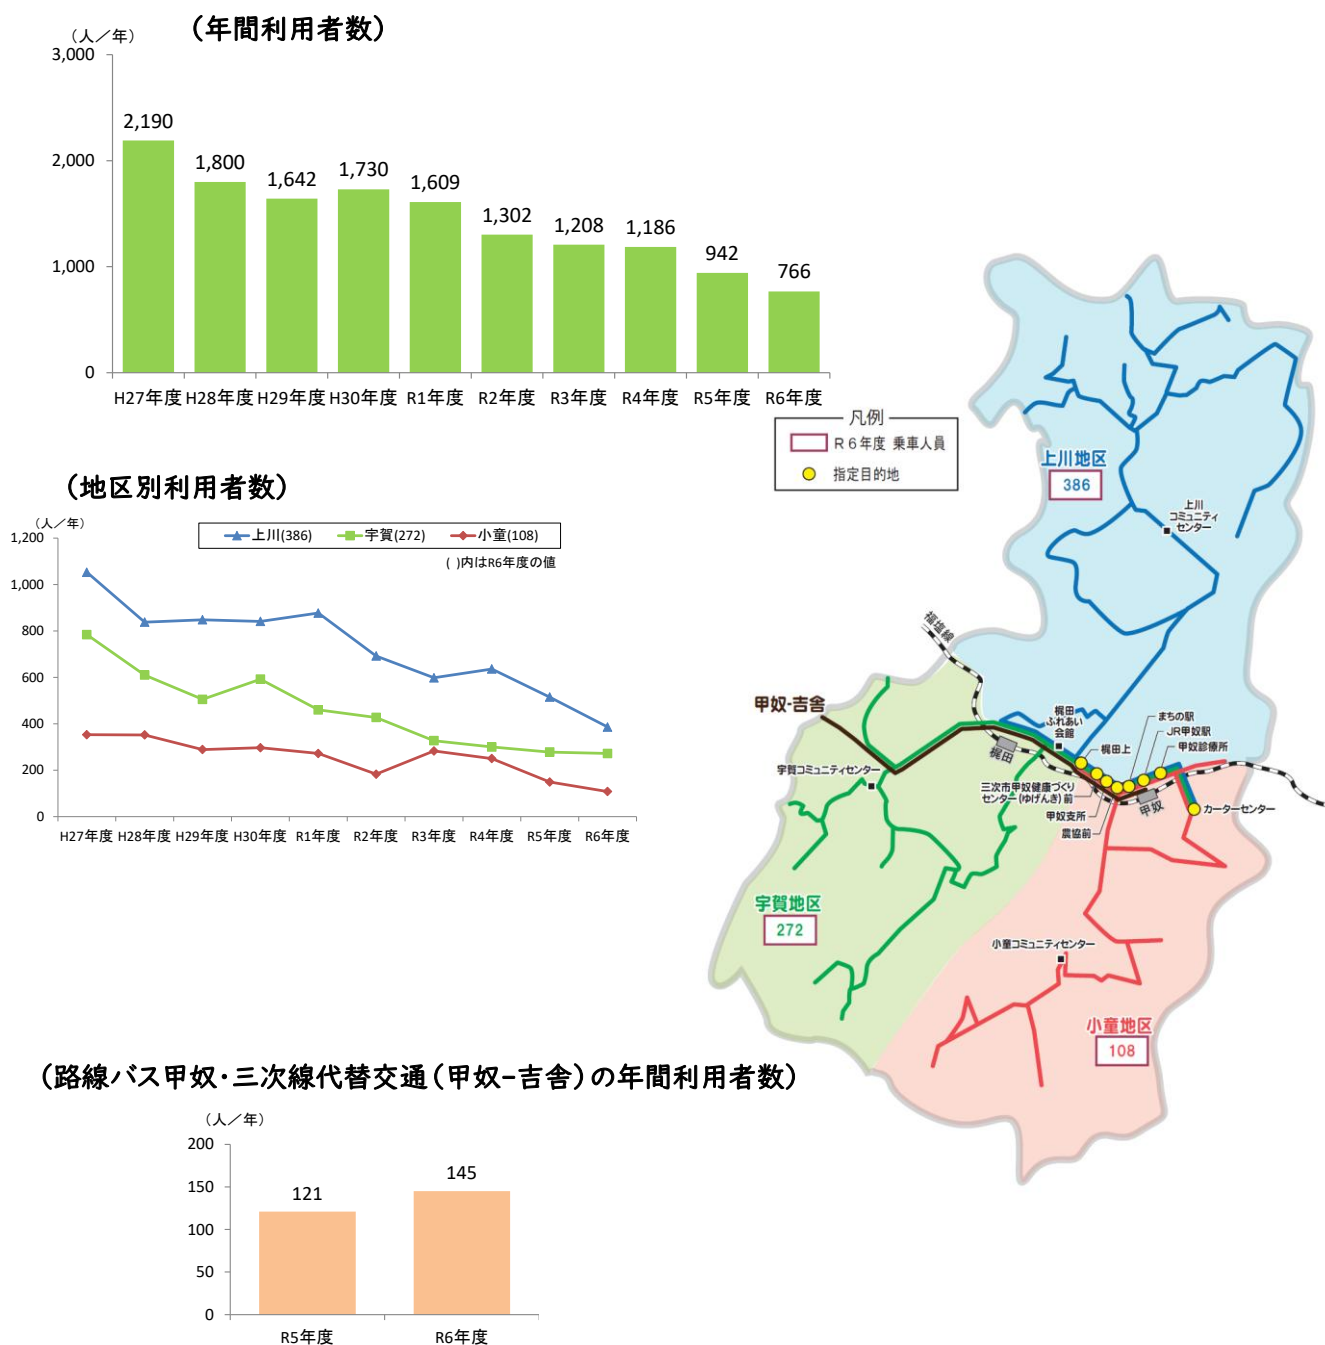 （年間利用者数）
（人／年）
3,000
2,000
1,000
0
2,190
1,800
1,642
1,730
1,609
1,302
1,208
1,186
942
766
H27年度 H28年度 H29年度 H30年度 R1年度 R2年度 R3年度 R4年度 R5年度 R6年度
（地区別利用者数）
（人／年）
上川(386) 宇賀(272) 小童(108)
( )内はR6年度の値
1,200
1,000
800
600
400
200
0
H27年度 H28年度 H29年度 H30年度 R1年度 R2年度 R3年度 R4年度 R5年度 R6年度
凡例
R6年度 乗車人員
指定目的地
上川地区
386
上川
コミュニティ
センター
福塩線
甲奴-吉舎
梶田
ふれあい
会館
梶田
梶田上
まちの駅
JR甲奴駅
甲奴診療所
宇賀コミュニティセンター
三次市甲奴健康づくり
センター(ゆげんき)前
甲奴支所
農協前
甲奴
カーターセンター
宇賀地区
272
小童コミュニティセンター
小童地区
108
（路線バス甲奴・三次線代替交通（甲奴-吉舎）の年間利用者数）
（人／年）
200
150
100
50
0
121
145
R5年度 R6年度